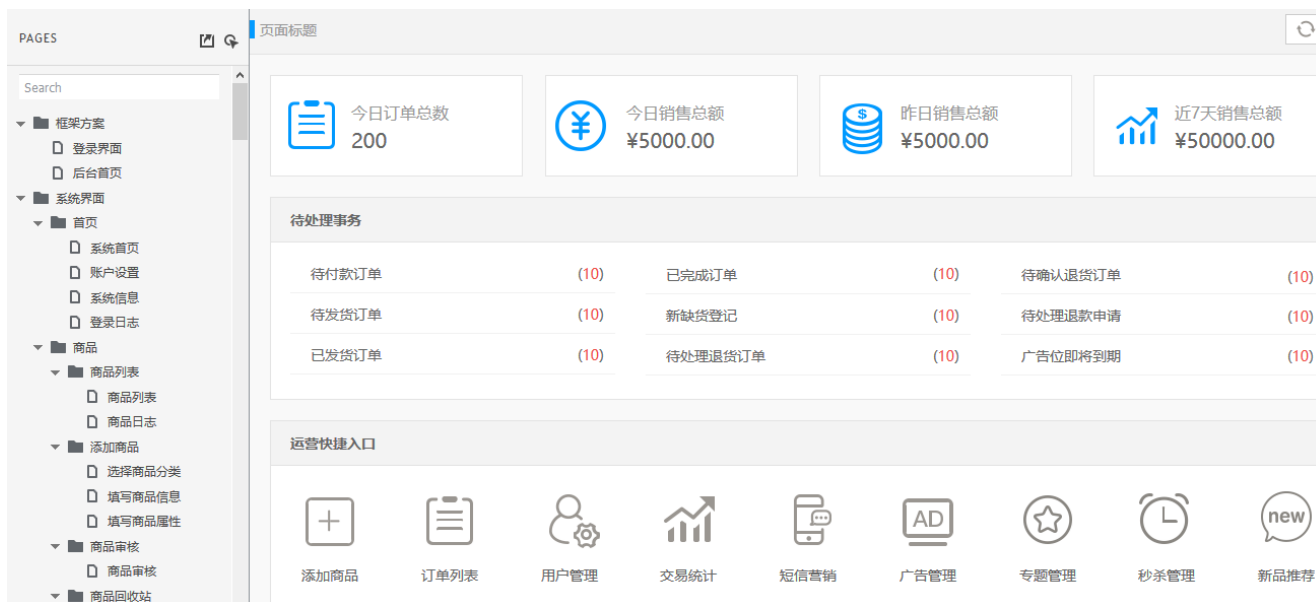 PAGES
Search
框架方案
登录界面
后台首页
系统界面
首页
系统首页
账户设置
系统信息
登录日志
商品
商品列表
商品列表
商品日志
添加商品
选择商品分类
填写商品信息
填写商品属性
商品审核
商品审核
商品回收站
页面标题
今日订单总数
200
今日销售总额
¥5000.00
昨日销售总额
¥5000.00
近7天销售总额
¥50000.00
待处理事务
待付款订单 (10) 已完成订单 (10) 待确认退货订单 (10)
待发货订单 (10) 新缺货登记 (10) 待处理退款申请 (10)
已发货订单 (10) 待处理退货订单 (10) 广告位即将到期 (10)
运营快捷入口
AD
new
添加商品 订单列表 用户管理 交易统计 短信营销 广告管理 专题管理 秒杀管理 新品推荐